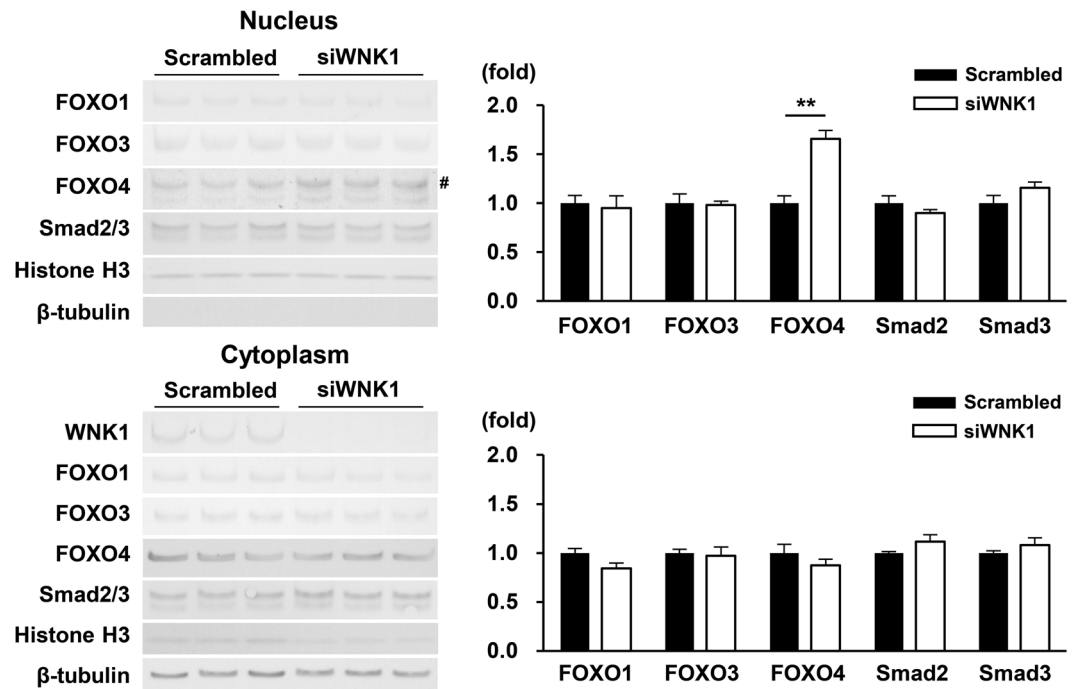 Nucleus
Scrambled siWNK1
FOXO1
FOXO3
FOXO4 #
Smad2/3
Histone H3
β-tubulin
(fold)
Scrambled
siWNK1
**
2.0
1.5
1.0
0.5
0.0
FOXO1 FOXO3 FOXO4 Smad2 Smad3
Cytoplasm
Scrambled siWNK1
WNK1
FOXO1
FOXO3
FOXO4
Smad2/3
Histone H3
β-tubulin
(fold)
Scrambled
siWNK1
2.0
1.5
1.0
0.5
0.0
FOXO1 FOXO3 FOXO4 Smad2 Smad3